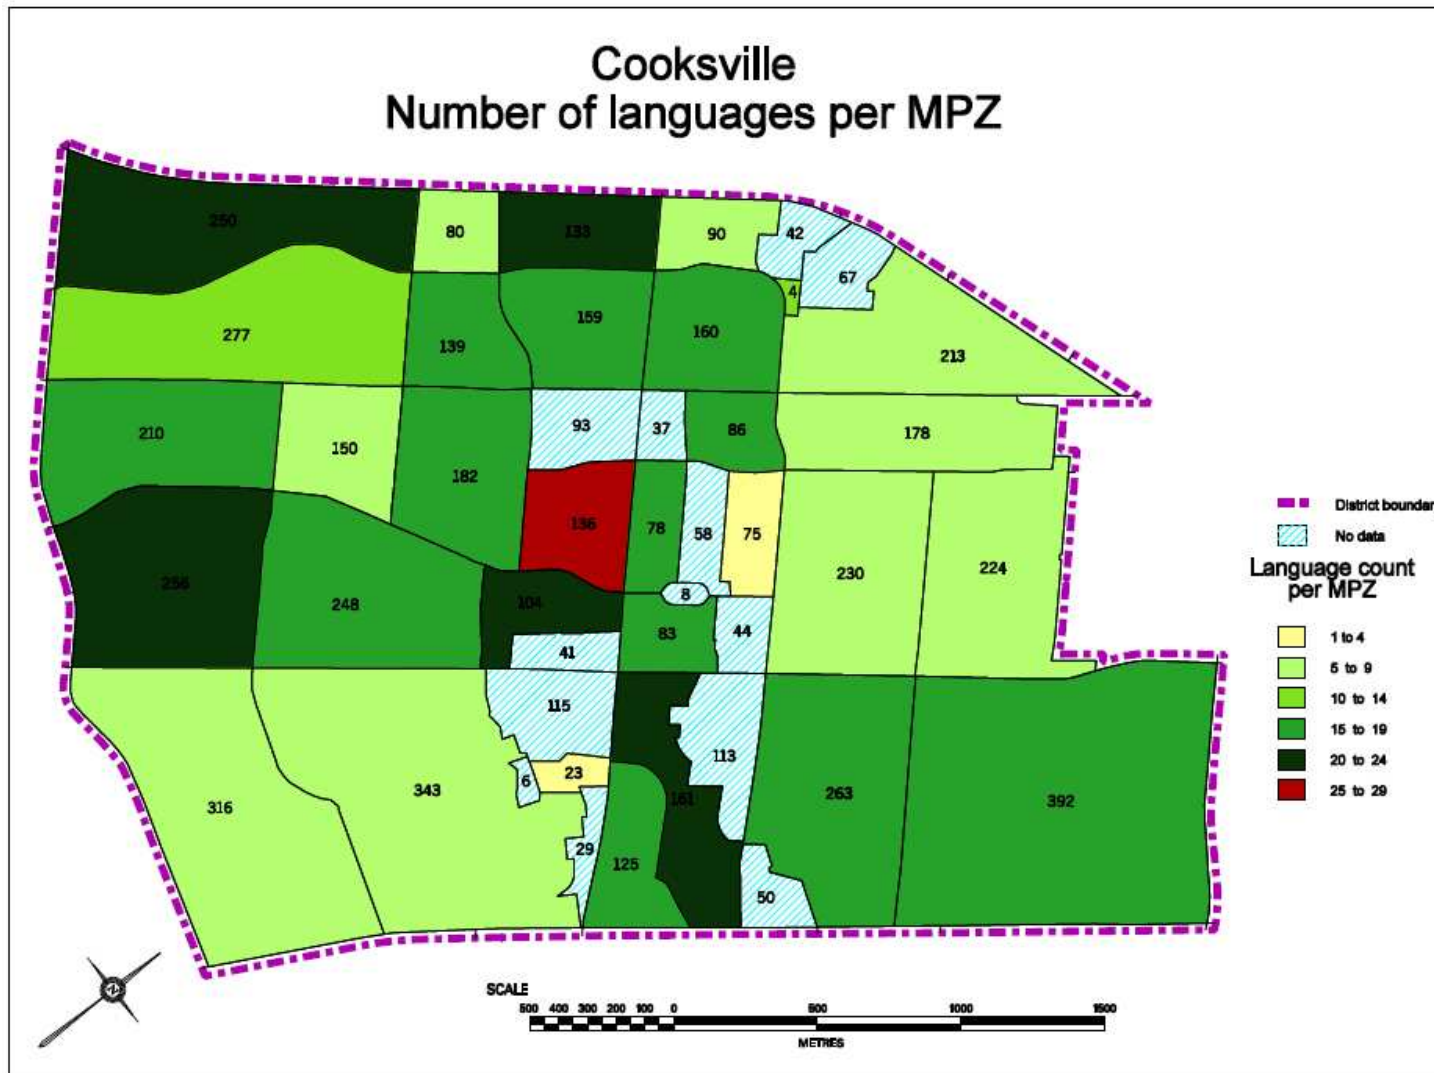 Cooksville
Number of languages per MPZ
250
80
133
90
42
67
4
277
139
159
160
213
210
150
182
93
37
86
178
136
78
58
75
230
224
256
248
104
8
83
44
41
115
113
316
343
6
23
161
263
392
29
125
50
District boundar
No data
Language count
per MPZ
1 to 4
5 to 9
10 to 14
15 to 19
20 to 24
25 to 29
N
SCALE
500 400 300 200 100 0 500 1000 1500
METRES